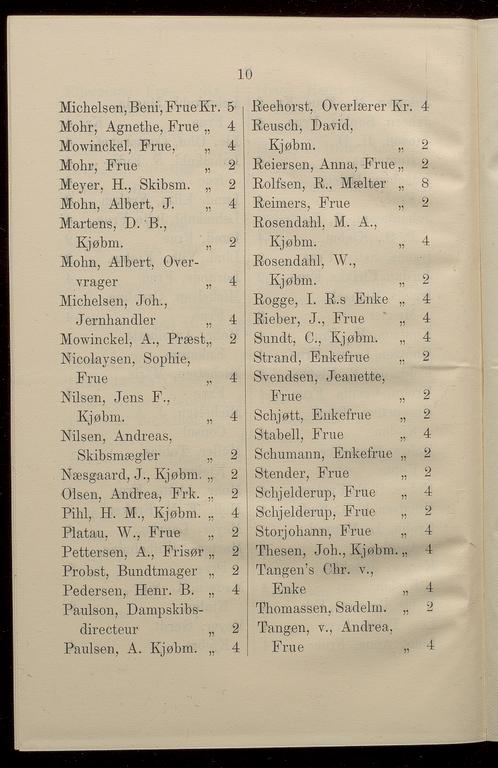 10
Michelsen, Beni, Frue Kr. 5
Mohr, Agnethe, Frue „ 4
Mowinckel, Frue, „ 4
Mohr, Frue „ 2
Meyer, H., Skibsm. „ 2
Mohn, Albert, J. „ 4
Martens, D. B.,
Kjøbm. „ 2
Mohn, Albert, Over-
vrager „ 4
Michelsen, Joh.,
Jernhandler „ 4
Mowinckel, A., Præst „ 2
Nicolaysen, Sophie,
Frue „ 4
Nilsen, Jens F.,
Kjøbm. „ 4
Nilsen, Andreas,
Skibsmægler „ 2
Næsgaard, J., Kjøbm. „ 2
Olsen, Andrea, Frk. „ 2
Pihl, H. M., Kjøbm. „ 4
Platau, W., Frue „ 2
Pettersen, A., Frisør „ 2
Probst, Bundtmager „ 2
Pedersen, Henr. B. „ 4
Paulson, Dampskibs-
directeur „ 2
Paulsen, A. Kjøbm. „ 4
Reehorst, Overlærer Kr. 4
Reusch, David,
Kjøbm. „ 2
Reiersen, Anna, Frue „ 2
Rolfsen, R., Mælter „ 8
Reimers, Frue „ 2
Rosendahl, M. A.,
Kjøbm. „ 4
Rosendahl, W.,
Kjøbm. „ 2
Rogge, I. R.s Enke „ 4
Rieber, J., Frue „ 4
Sundt, C., Kjøbm. „ 4
Strand, Enkefrue „ 2
Svendsen, Jeanette,
Frue „ 2
Schjøtt, Enkefrue „ 2
Stabell, Frue „ 4
Schumann, Enkefrue „ 2
Stender, Frue „ 2
Schjelderup, Frue „ 4
Schjelderup, Frue „ 2
Storjohann, Frue „ 4
Thesen, Joh., Kjøbm. „ 4
Tangen's Chr. v.,
Enke „ 4
Thomassen, Sadelm. „ 2
Tangen, v., Andrea,
Frue „ 4